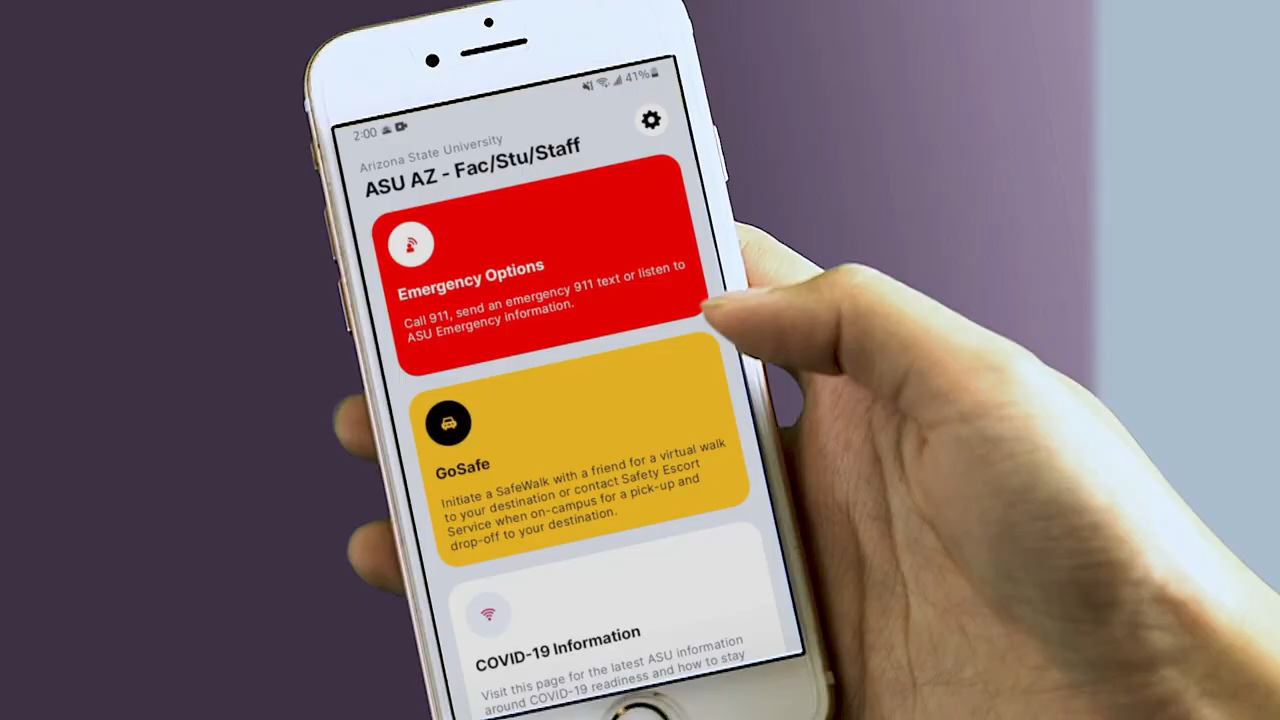 2:00
41%
Arizona State University
ASU AZ - Fac/Stu/Staff
Emergency Options
Call 911, send an emergency 911 text or listen to
ASU Emergency information.
GoSafe
Initiate a SafeWalk with a friend for a virtual walk
to your destination or contact Safety Escort
Service when on-campus for a pick-up and
drop-off to your destination.
COVID-19 Information
Visit this page for the latest ASU information
around COVID-19 readiness and how to stay